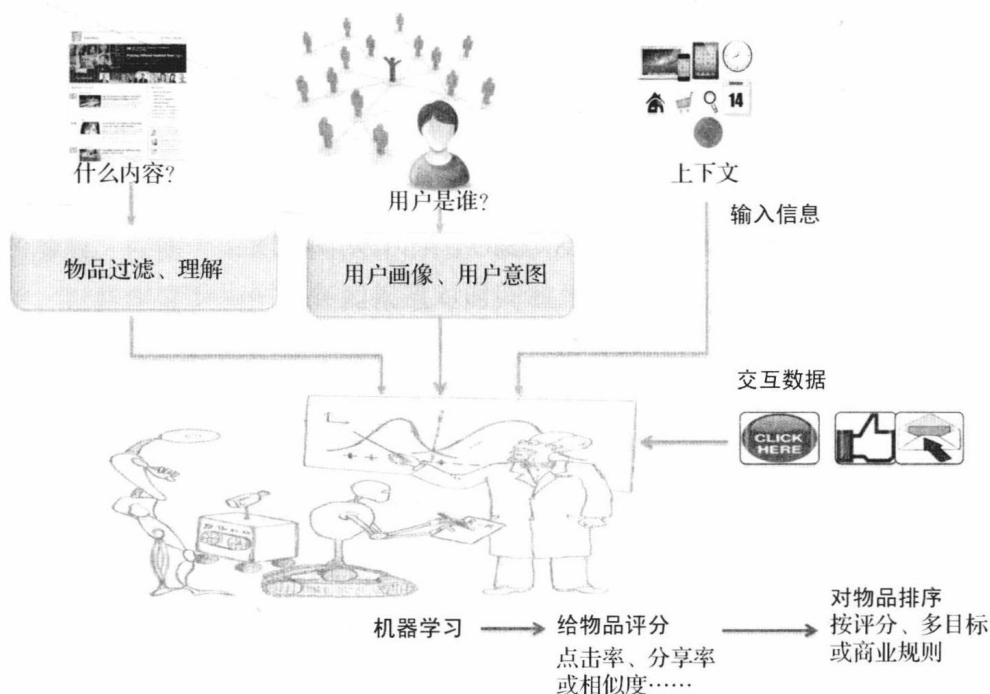 14
什么内容?
用户是谁?
上下文
输入信息
物品过滤、理解
用户画像、用户意图
交互数据
CLICK
HERE
机器学习
给物品评分
点击率、分享率
或相似度……
对物品排序
按评分、多目标
或商业规则